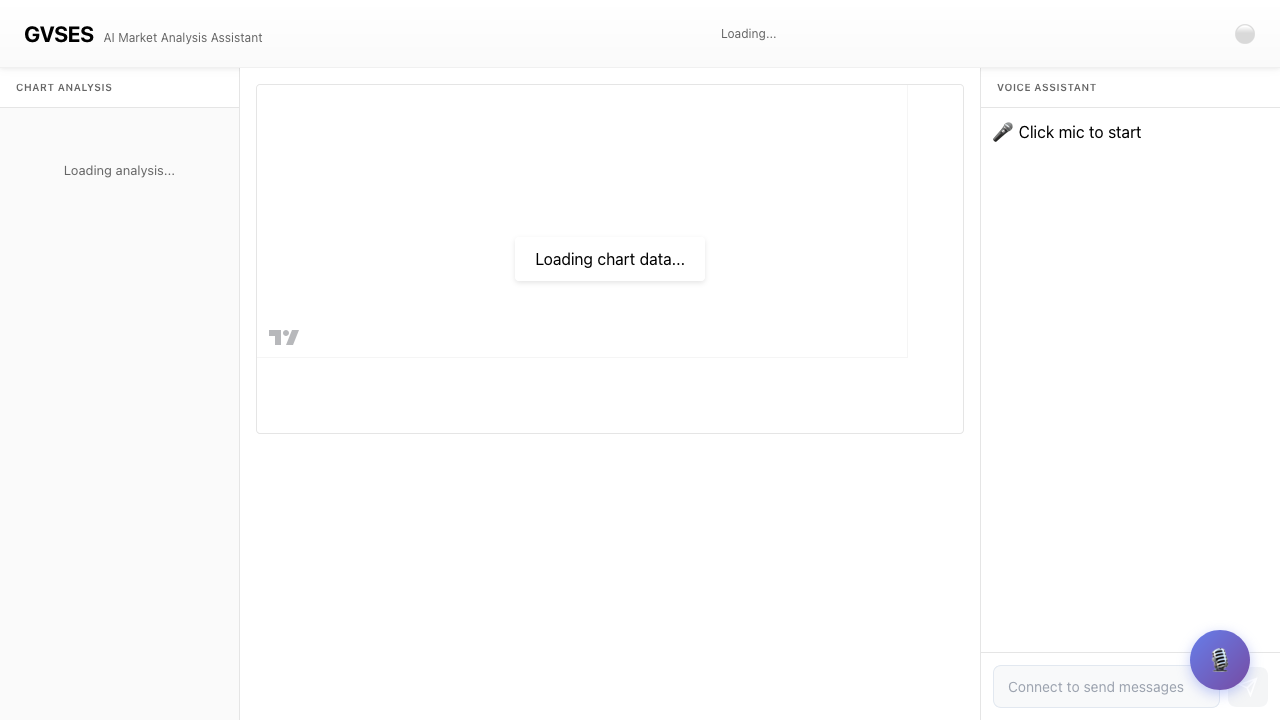 GVSES AI Market Analysis Assistant
Loading...
CHART ANALYSIS
Loading analysis...
Loading chart data...
VOICE ASSISTANT
Click mic to start
Connect to send messages